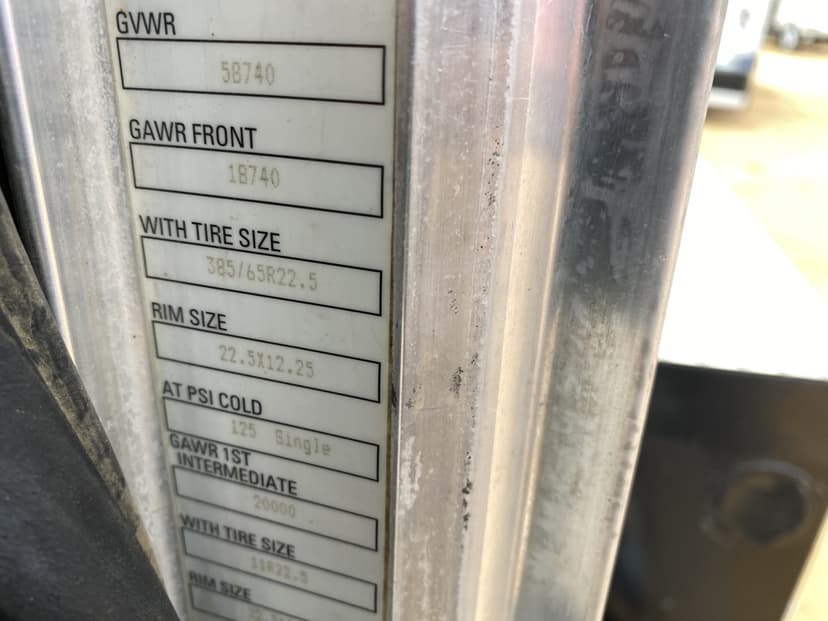 GVWR
58740
GAWR FRONT
18740
WITH TIRE SIZE
385/65R22.5
RIM SIZE
22.5X12.25
AT PSI COLD
125 Single
GAWR 1ST
INTERMEDIATE
20000
WITH TIRE SIZE
11R22.5
RIM SIZE